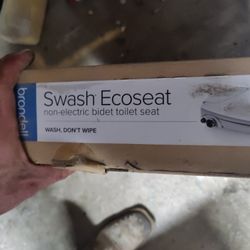 brondell
Swash Ecoseat
non-electric bidet toilet seat
WASH, DON'T WIPE